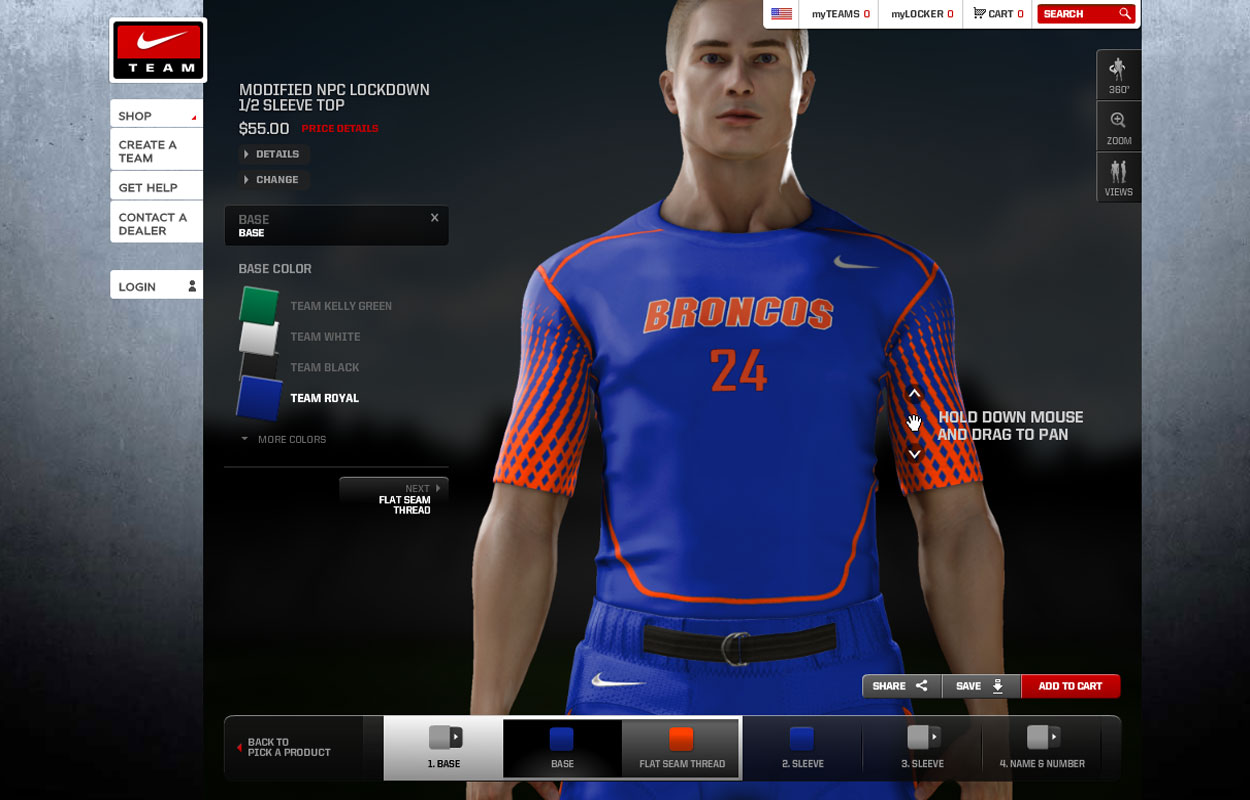 myTEAMS 0
myLOCKER 0
CART 0
SEARCH
TEAM
SHOP
CREATE A
TEAM
GET HELP
CONTACT A
DEALER
LOGIN
MODIFIED NPC LOCKDOWN
1/2 SLEEVE TOP
$55.00 PRICE DETAILS
DETAILS
CHANGE
BASE X
BASE
BASE COLOR
TEAM KELLY GREEN
TEAM WHITE
TEAM BLACK
TEAM ROYAL
MORE COLORS
NEXT
FLAT SEAM
THREAD
360°
ZOOM
VIEWS
BRONCOS
24
HOLD DOWN MOUSE
AND DRAG TO PAN
SHARE
SAVE
ADD TO CART
BACK TO
PICK A PRODUCT
1. BASE
BASE
FLAT SEAM THREAD
2. SLEEVE
3. SLEEVE
4. NAME & NUMBER